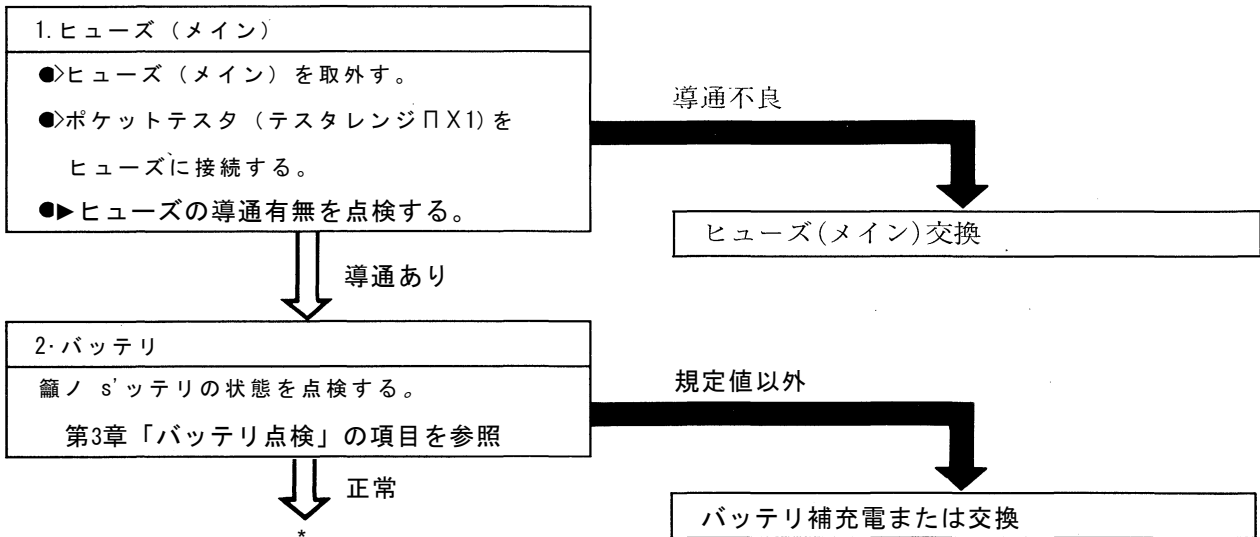 1.ヒューズ（メイン）
●>ヒューズ（メイン）を取外す。
●>ポケットテスタ（テスタレンジΠX1)を
ヒューズに接続する。
●▶ヒューズの導通有無を点検する。
導通不良
ヒューズ(メイン)交換
導通あり
2·バッテリ
籠ノ s'ッテリの状態を点検する。
第3章「バッテリ点検」の項目を参照
規定値以外
バッテリ補充電または交換
正常
*